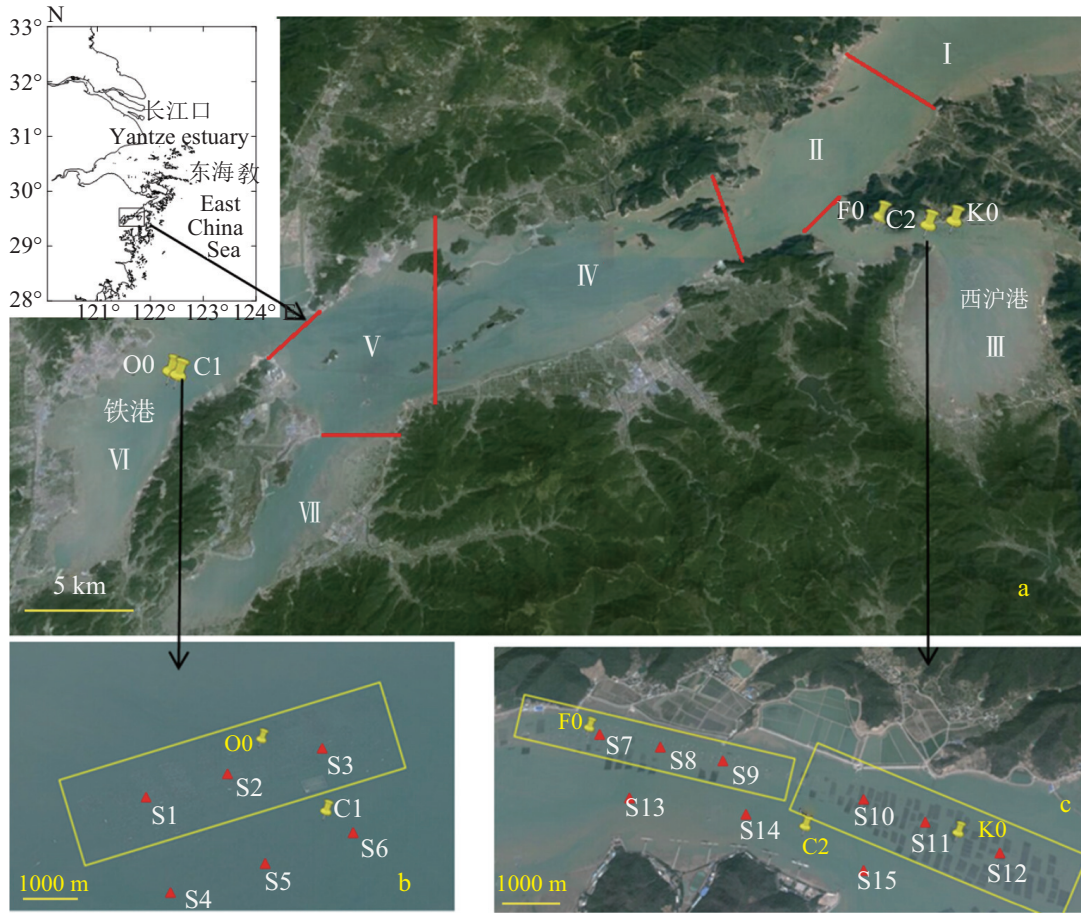 N
33°
32°
31°
30°
29°
28°
121° 122° 123° 124° E
长江口
Yantze estuary
东海敎
East
China
Sea
Ⅰ
Ⅱ
F0
C2
K0
西沪港
Ⅲ
Ⅳ
Ⅴ
O0
C1
铁港
Ⅵ
Ⅶ
5 km
a
O0
S3
S2
S1
C1
S6
S5
S4
1000 m
b
F0
S7
S8
S9
S13
S14
C2
S10
S11
K0
S12
S15
1000 m
c